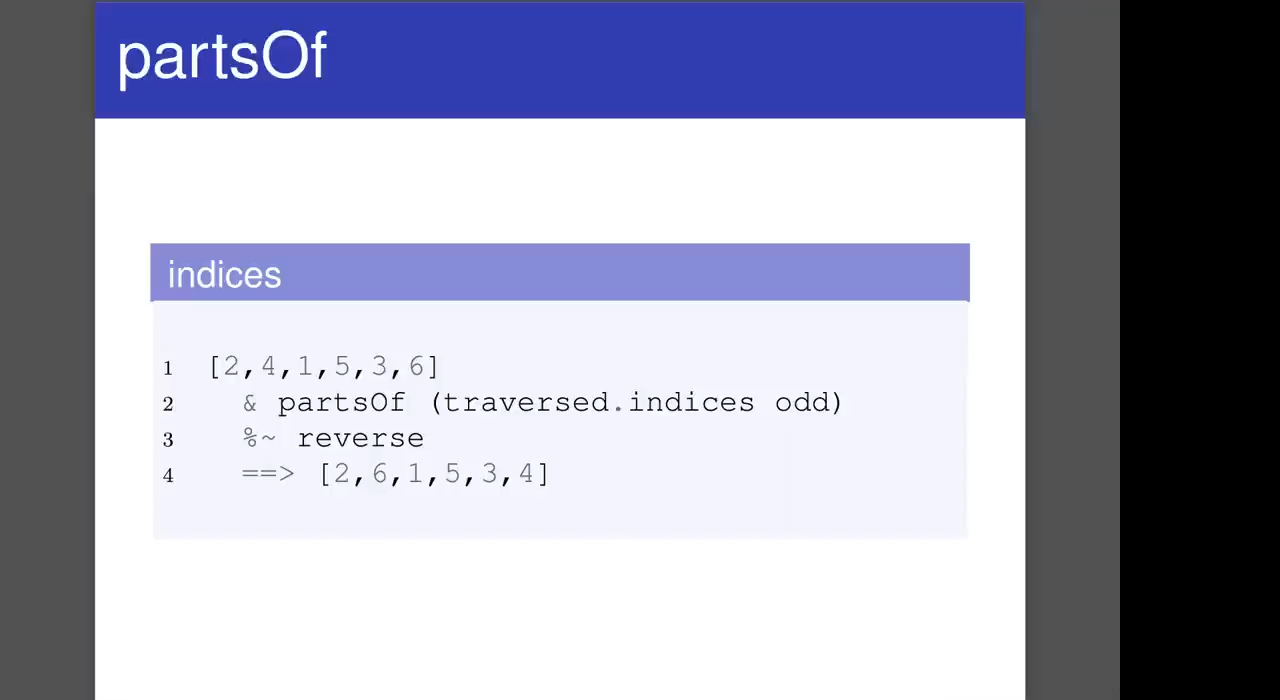 partsOf
indices
1 [2,4,1,5,3,6]
2 & partsOf (traversed.indices odd)
3 %~ reverse
4 ==> [2,6,1,5,3,4]